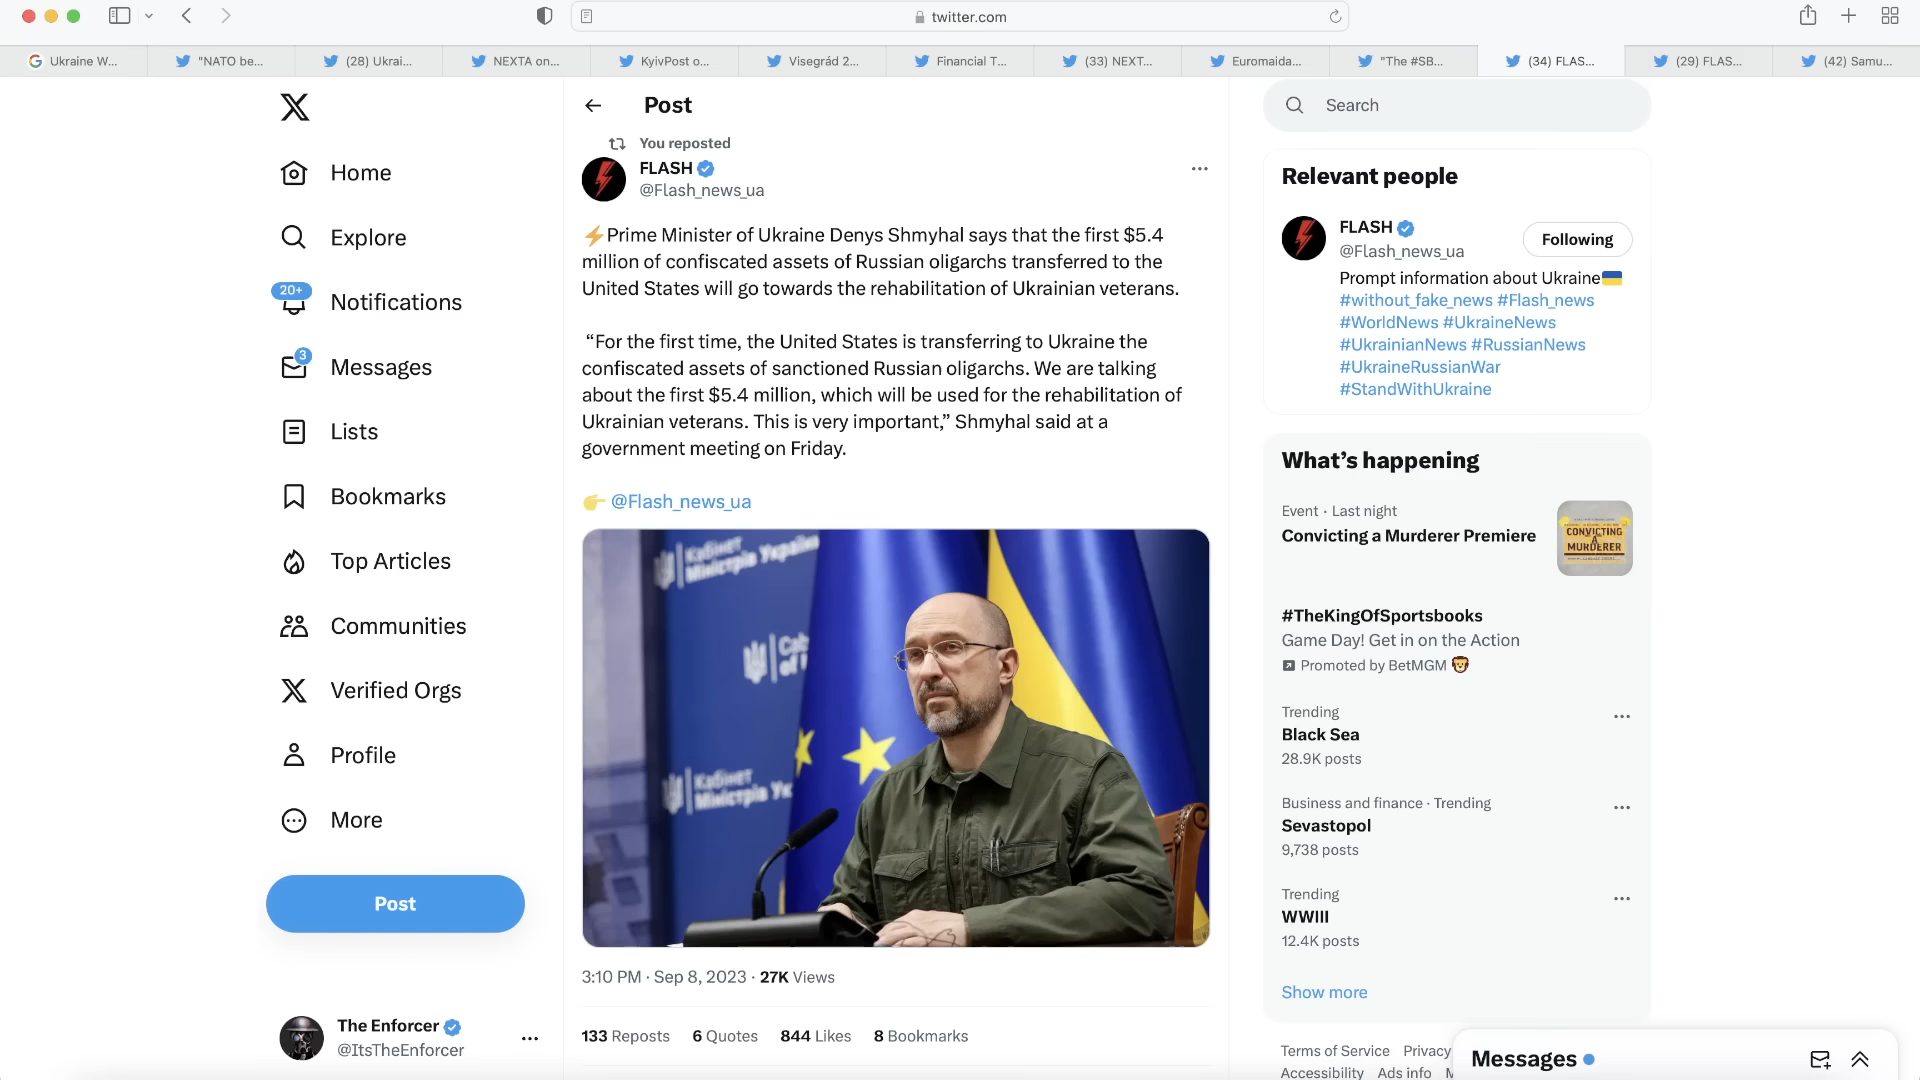 twitter.com
Ukraine W...
"NATO be...
(28) Ukrai...
NEXTA on...
KyivPost o...
Visegrád 2...
Financial T...
(33) NEXT...
Euromaida...
"The #SB...
(34) FLAS...
(29) FLAS...
(42) Samu...
Home
Explore
20+
Notifications
3
Messages
Lists
Bookmarks
Top Articles
Communities
Verified Orgs
Profile
More
Post
The Enforcer
@ItsTheEnforcer
Post
You reposted
FLASH
@Flash_news_ua
⚡Prime Minister of Ukraine Denys Shmyhal says that the first $5.4
million of confiscated assets of Russian oligarchs transferred to the
United States will go towards the rehabilitation of Ukrainian veterans.
“For the first time, the United States is transferring to Ukraine the
confiscated assets of sanctioned Russian oligarchs. We are talking
about the first $5.4 million, which will be used for the rehabilitation of
Ukrainian veterans. This is very important,” Shmyhal said at a
government meeting on Friday.
👉 @Flash_news_ua
Кабінет
Міністрів України
Cab
of
Кабінет
Міністрів Ук
3:10 PM · Sep 8, 2023 · 27K Views
133 Reposts 6 Quotes 844 Likes 8 Bookmarks
Search
Relevant people
FLASH
@Flash_news_ua
Following
Prompt information about Ukraine🇺🇦
#without_fake_news #Flash_news
#WorldNews #UkraineNews
#UkrainianNews #RussianNews
#UkraineRussianWar
#StandWithUkraine
What’s happening
Event · Last night
Convicting a Murderer Premiere
CONVICTING
A
MURDERER
#TheKingOfSportsbooks
Game Day! Get in on the Action
Promoted by BetMGM 🦁
Trending
Black Sea
28.9K posts
Business and finance · Trending
Sevastopol
9,738 posts
Trending
WWIII
12.4K posts
Show more
Terms of Service Privacy
Accessibility Ads info
Messages